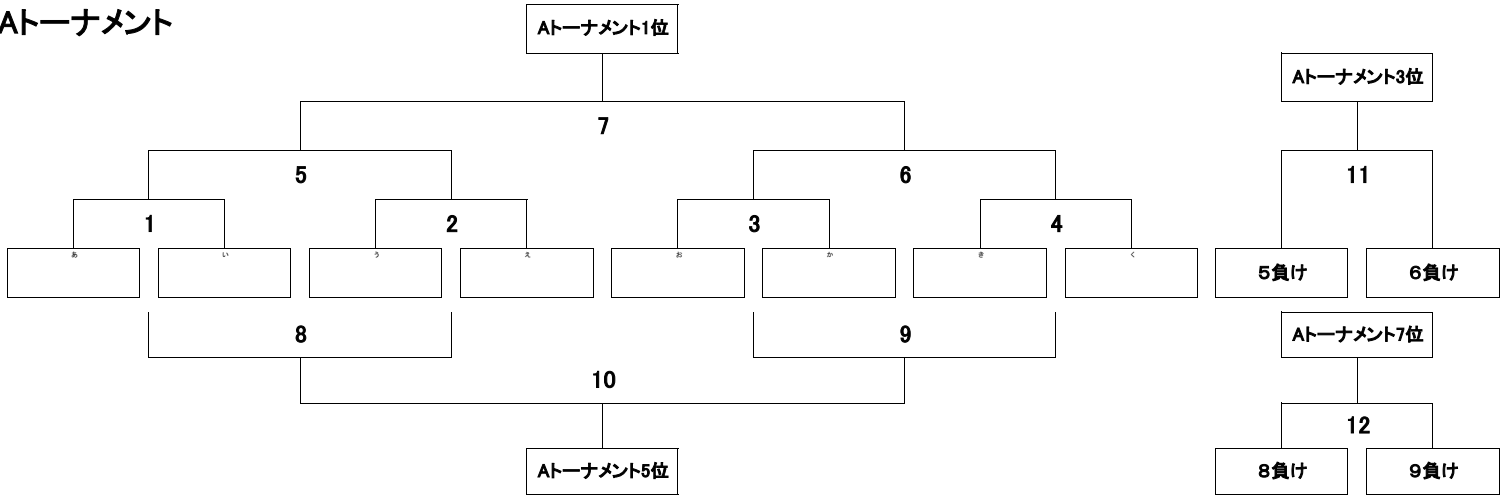 Aトーナメント
Aトーナメント1位
Aトーナメント3位
7
5
6
11
1
2
3
4
あ
い
う
え
お
か
き
く
５負け
６負け
8
9
Aトーナメント7位
10
12
Aトーナメント5位
８負け
９負け